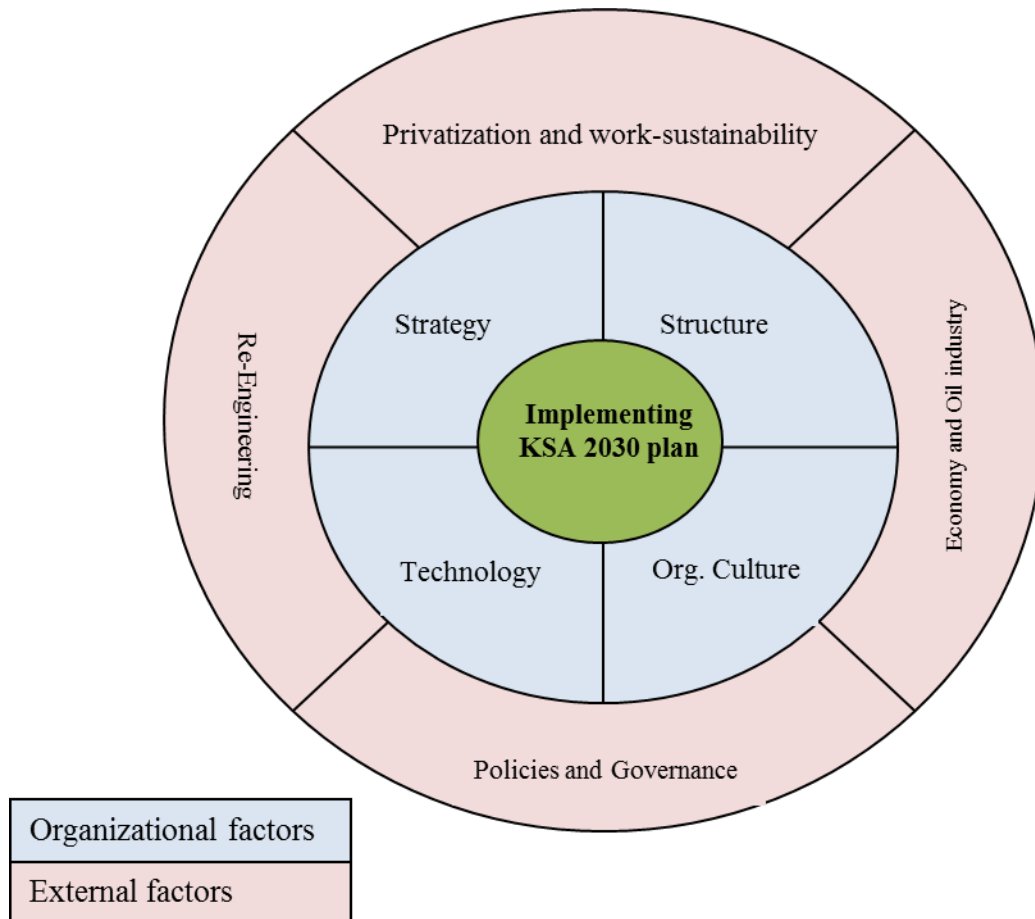 Privatization and work-sustainability
Strategy
Structure
Re-Engineering
Economy and Oil industry
Implementing
KSA 2030 plan
Technology
Org. Culture
Policies and Governance
Organizational factors
External factors